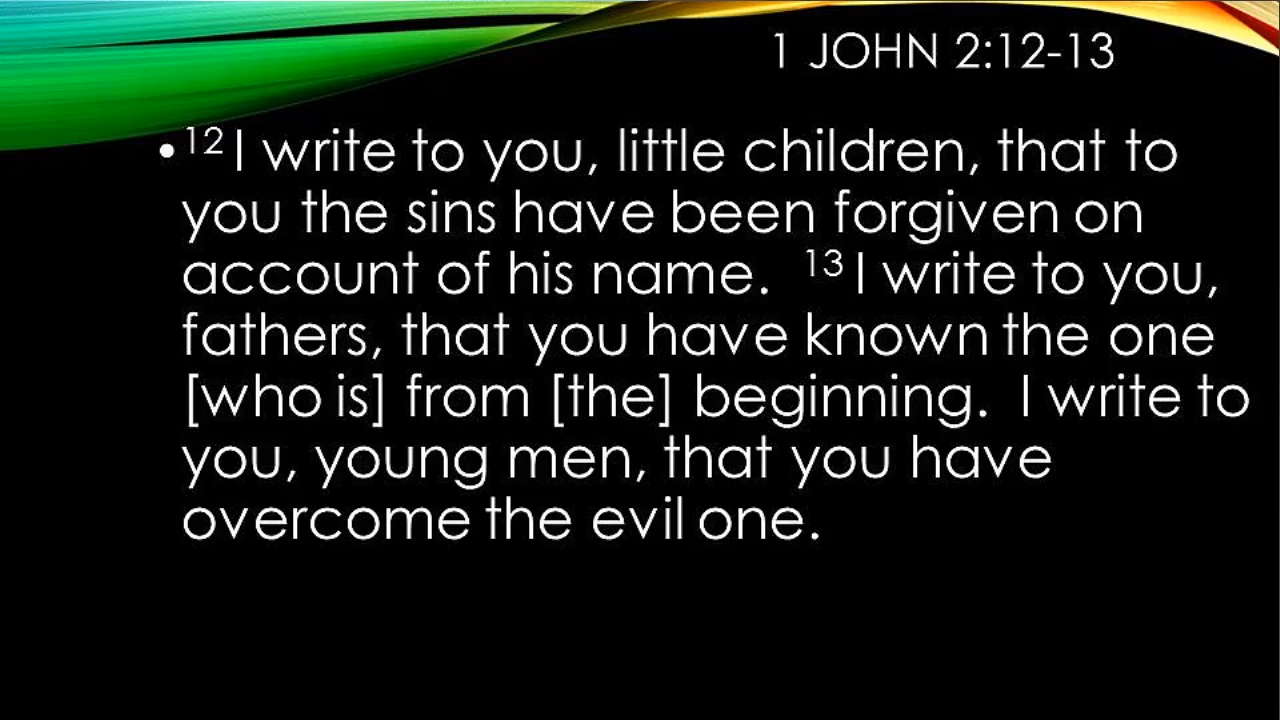 1 JOHN 2:12-13
•¹²I write to you, little children, that to
you the sins have been forgiven on
account of his name.  ¹³I write to you,
fathers, that you have known the one
[who is] from [the] beginning.  I write to
you, young men, that you have
overcome the evil one.